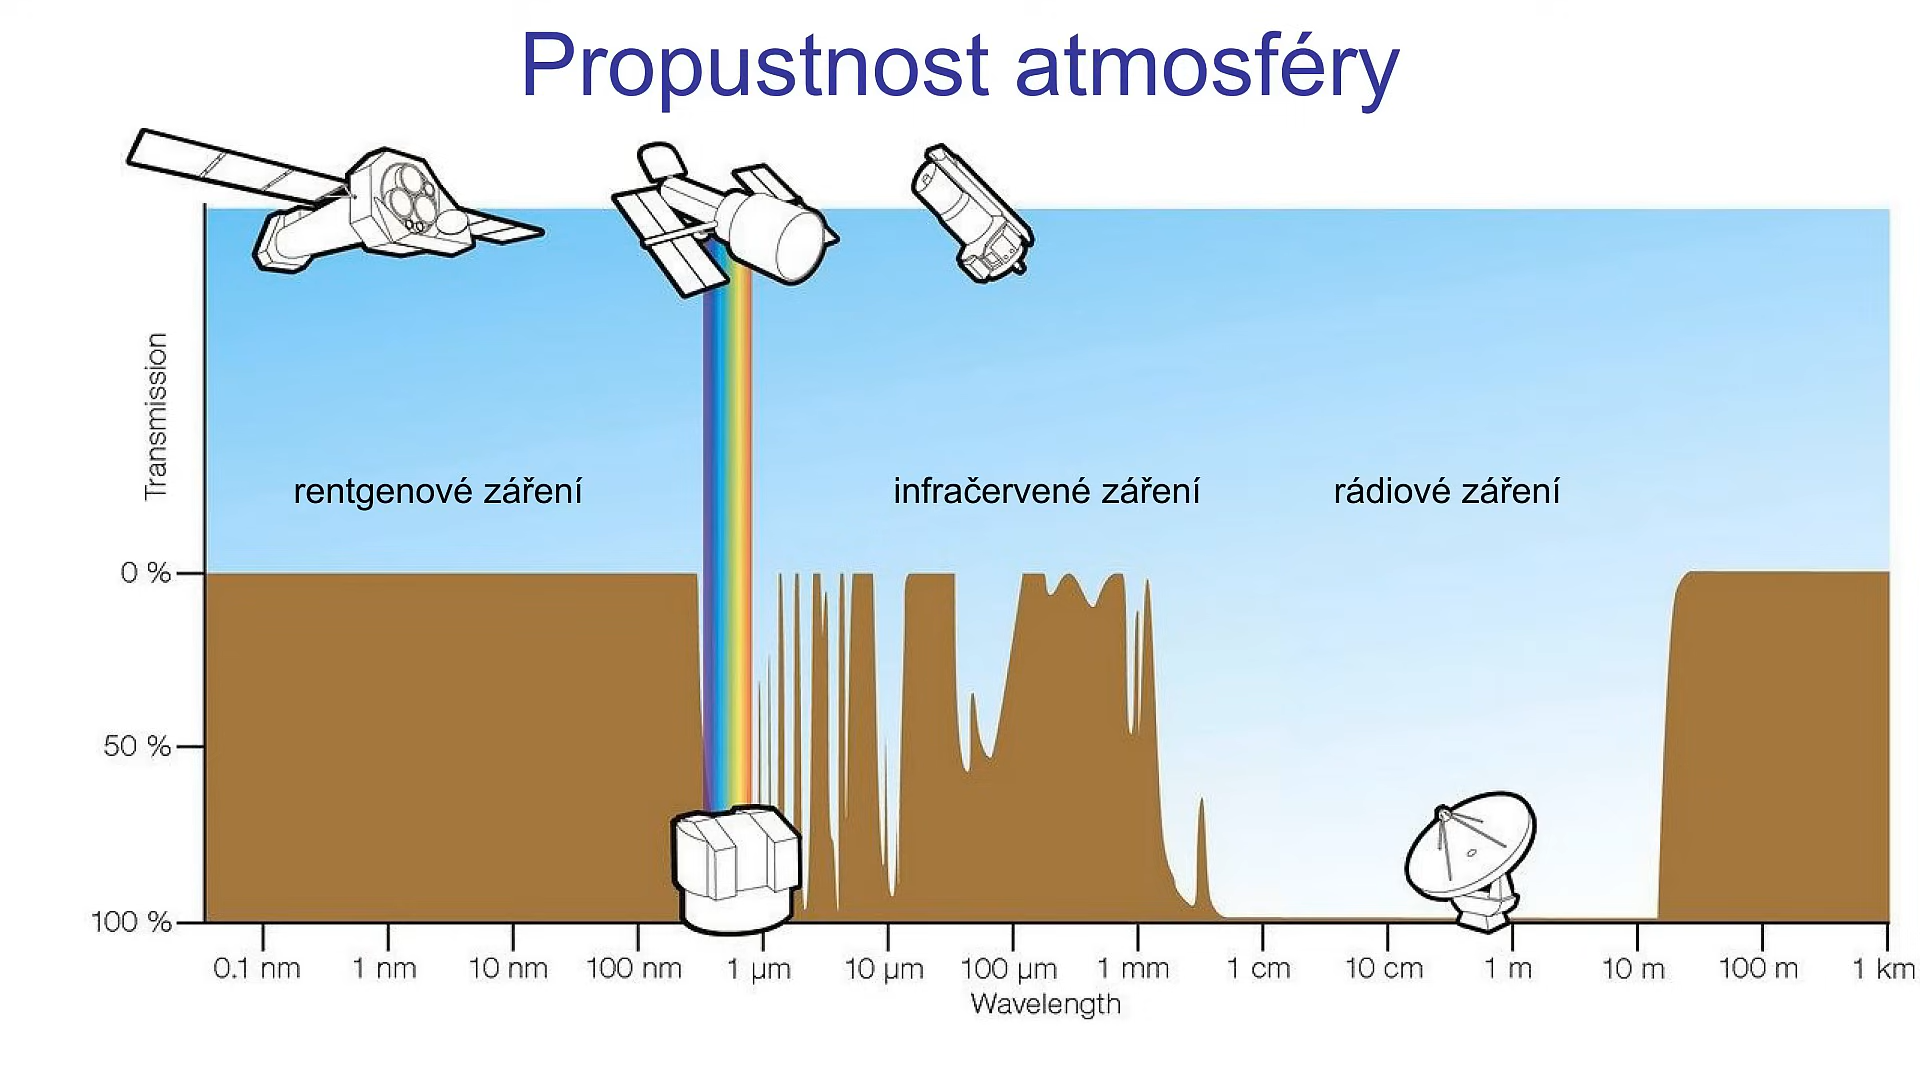 Propustnost atmosféry
Transmission
rentgenové záření
infračervené záření
rádiové záření
0 %
50 %
100 %
0.1 nm 1 nm 10 nm 100 nm 1 µm 10 µm 100 µm 1 mm 1 cm 10 cm 1 m 10 m 100 m 1 km
Wavelength